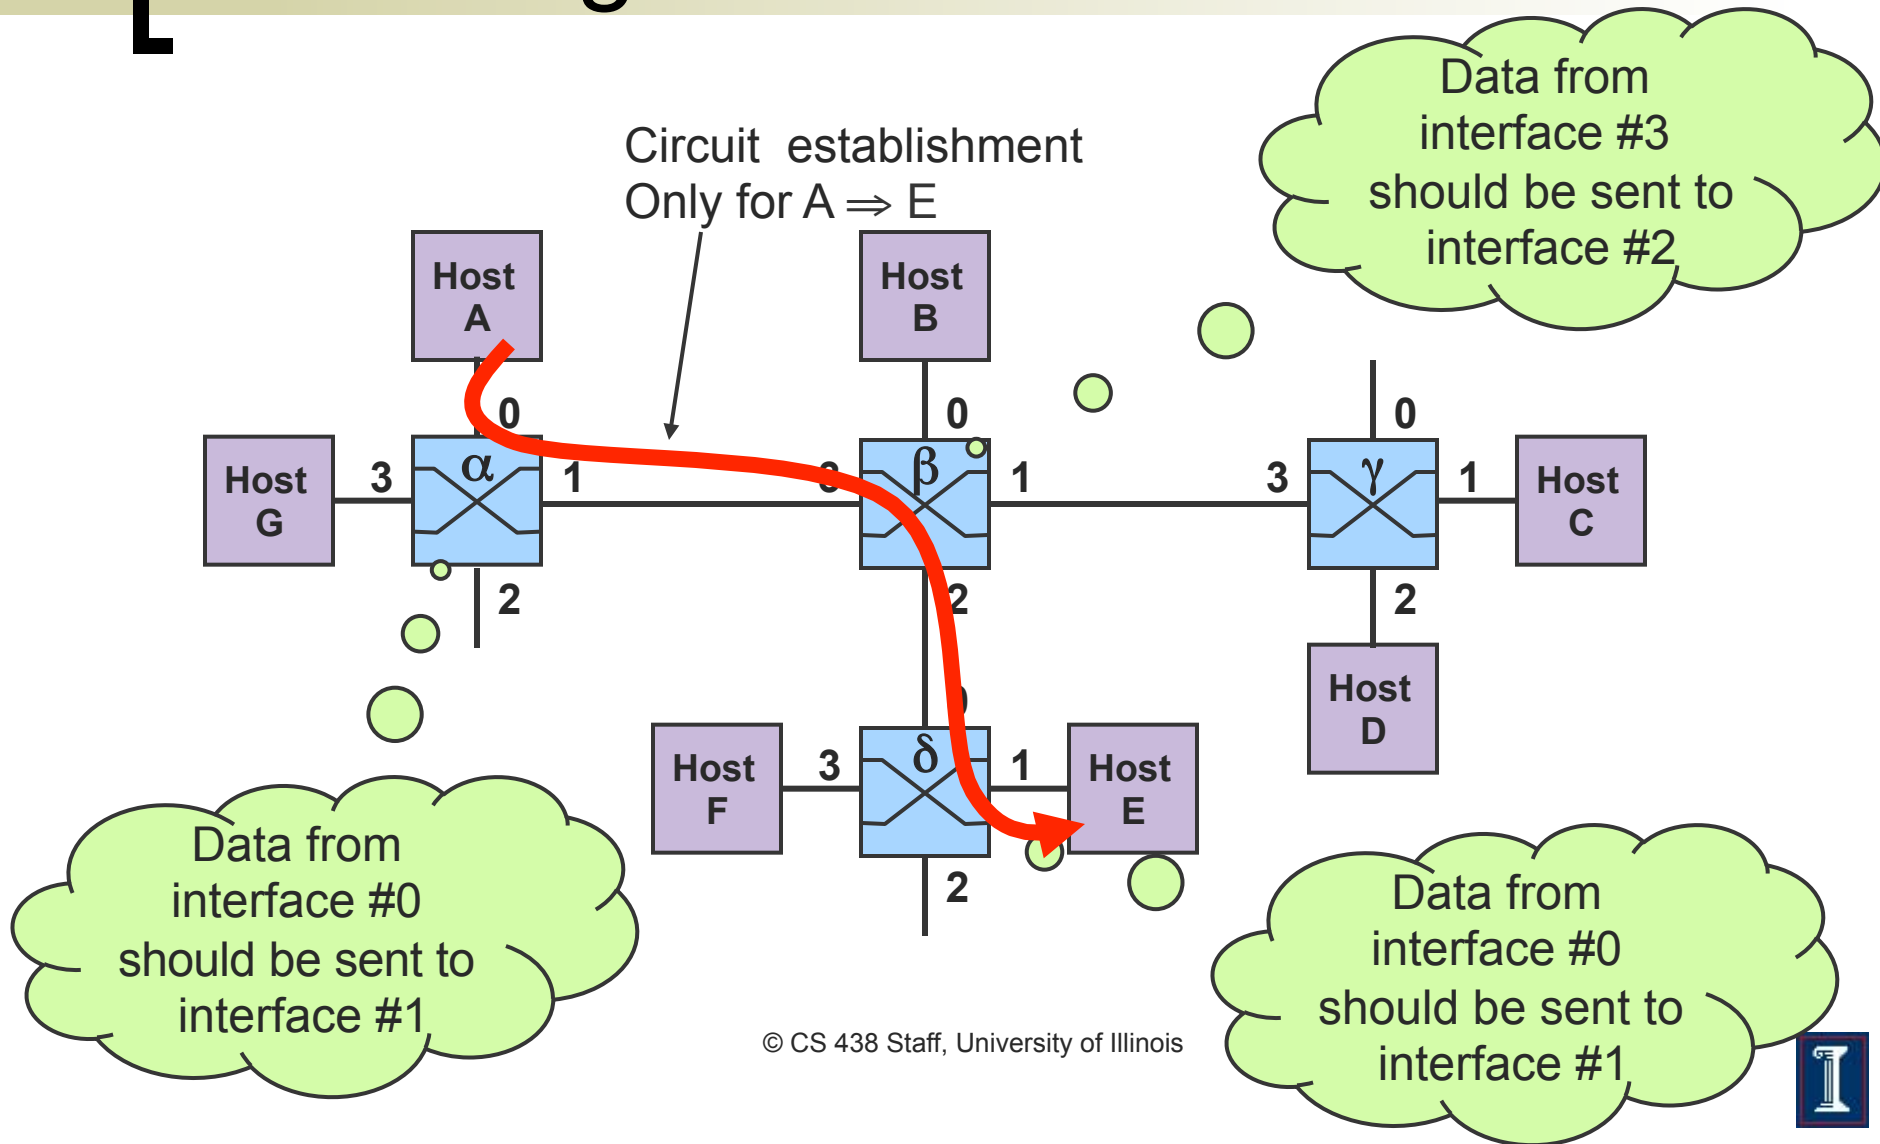 Circuit establishment
Only for A ⇒ E
Data from
interface #3
should be sent to
interface #2
Host
A
Host
B
0
0
0
Host
G
3
α
1
3
β
1
3
γ
1
Host
C
2
2
2
Host
D
0
Host
F
3
δ
1
Host
E
2
Data from
interface #0
should be sent to
interface #1
Data from
interface #0
should be sent to
interface #1
© CS 438 Staff, University of Illinois